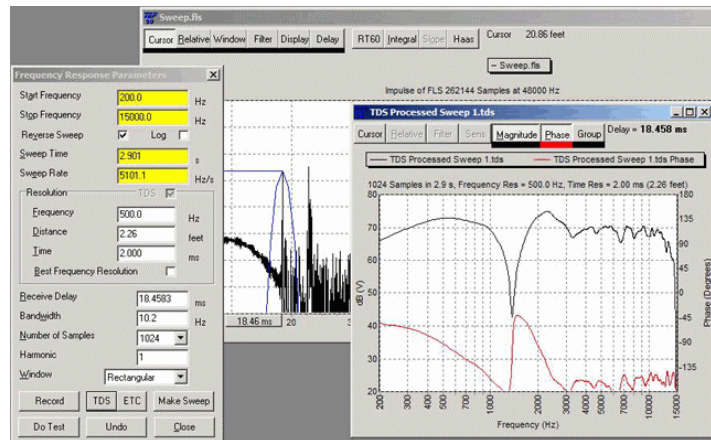 Sweep.fls
Cursor Relative Window Filter Display Delay RT60 Integral Slope Haas Cursor 20.86 feet
Sweep.fls
Impulse of FLS 262144 Samples at 48000 Hz
18.46 ms 20 3
Frequency Response Parameters
Start Frequency 200.0 Hz
Stop Frequency 15000.0 Hz
Reverse Sweep Log
Sweep Time 2.901 s
Sweep Rate 5101.1 Hz/s
Resolution TDS
Frequency 500.0 Hz
Distance 2.26 feet
Time 2.000 ms
Best Frequency Resolution
Receive Delay 18.4583 ms
Bandwidth 10.2 Hz
Number of Samples 1024
Harmonic 1
Window Rectangular
Record TDS ETC Make Sweep
Do Test Undo Close
TDS Processed Sweep 1.tds
Cursor Relative Filter Sens Magnitude Phase Group Delay = 18.458 ms
TDS Processed Sweep 1.tds TDS Processed Sweep 1.tds Phase
1024 Samples in 2.9 s, Frequency Res = 500.0 Hz, Time Res = 2.00 ms (2.26 feet)
80 180
70 135
90
60 45
dB (V) 50 0 Phase (Deg)
40 -45
-90
30 -135
20
200 300 400 500 700 1000 2000 3000 4000 5000 7000 10000 15000
Frequency (Hz)